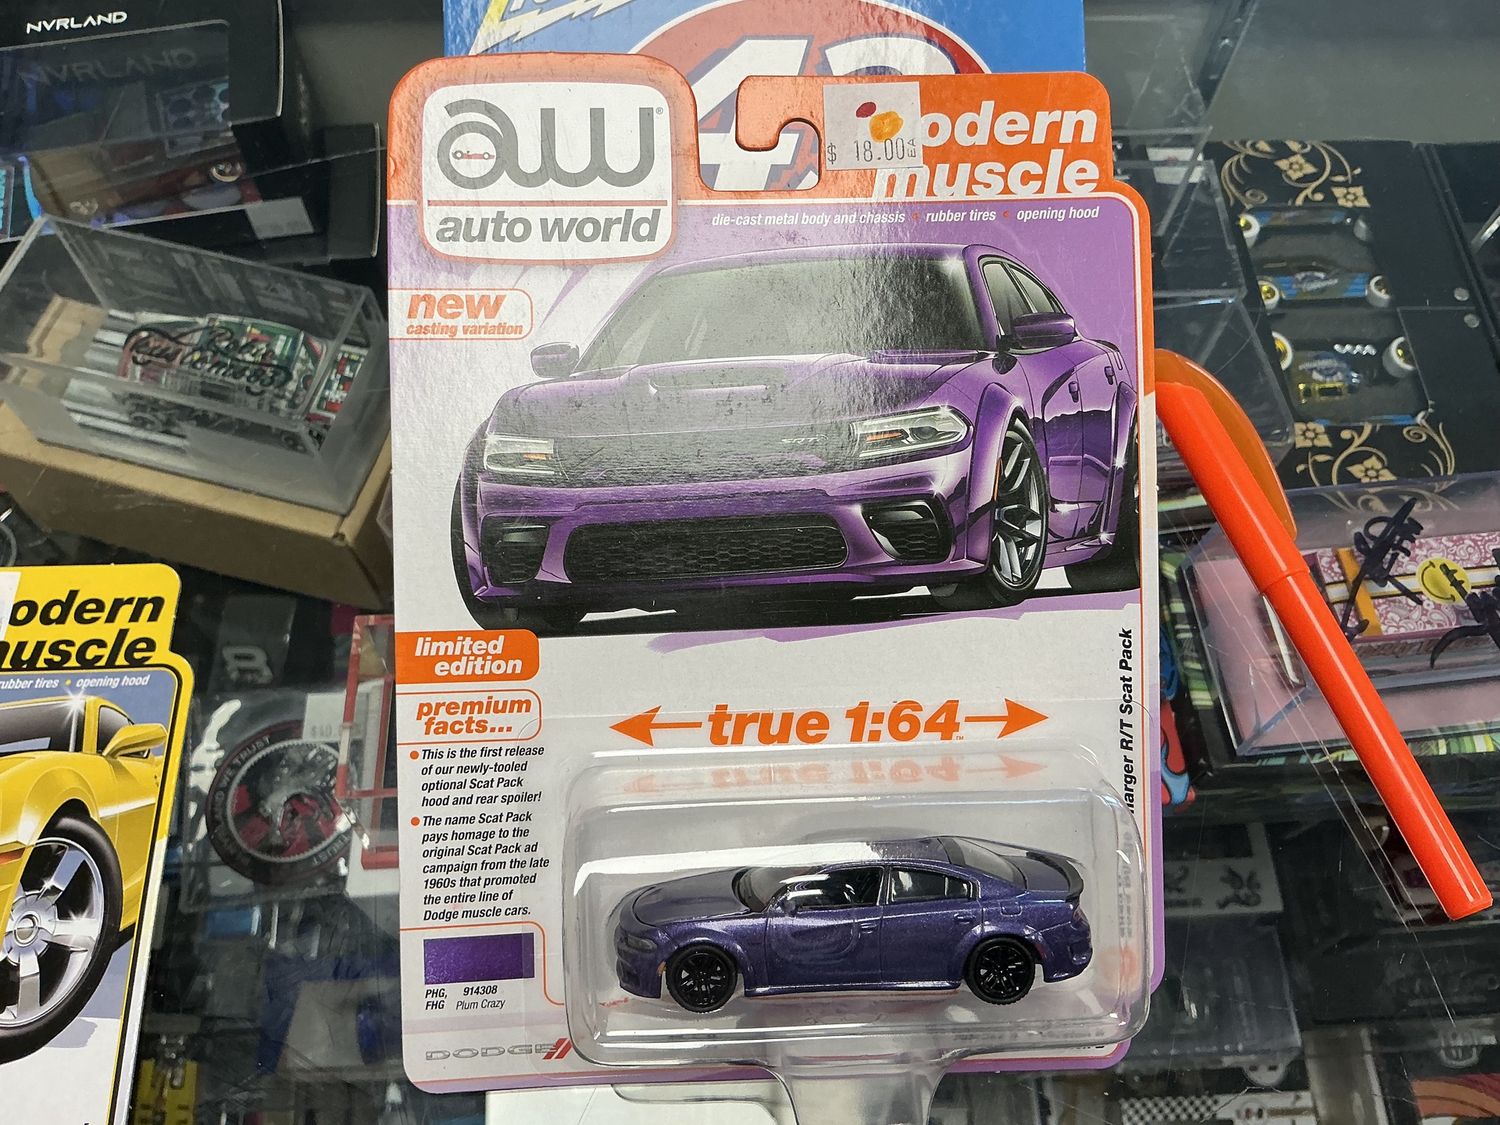 NVRLAND
NVRLAND
aw®
auto world
$ 18.00 EA
odern
muscle
die-cast metal body and chassis • rubber tires • opening hood
new
casting variation
limited
edition
premium
facts...
• This is the first release
of our newly-tooled
optional Scat Pack
hood and rear spoiler!
• The name Scat Pack
pays homage to the
original Scat Pack ad
campaign from the late
1960s that promoted
the entire line of
Dodge muscle cars.
true 1:64™
arger R/T Scat Pack
PHG, 914308
FHG Plum Crazy
DODGE
odern
uscle
rubber tires • opening hood